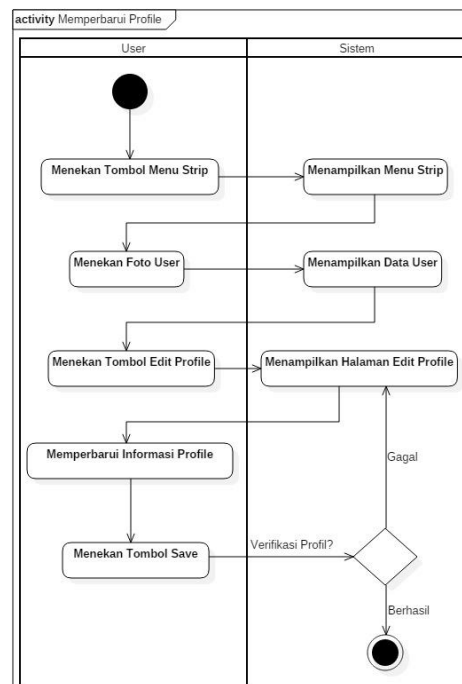 activity Memperbarui Profile
User
Sistem
Menekan Tombol Menu Strip
Menampilkan Menu Strip
Menekan Foto User
Menampilkan Data User
Menekan Tombol Edit Profile
Menampilkan Halaman Edit Profile
Memperbarui Informasi Profile
Gagal
Menekan Tombol Save
Verifikasi Profil?
Berhasil